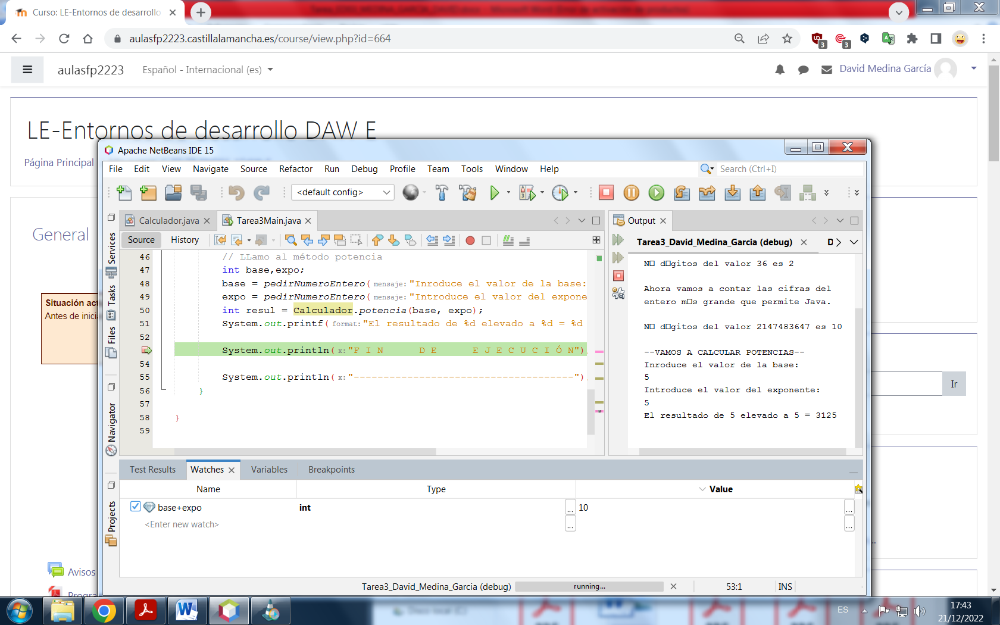 Curso: LE-Entornos de desarrollo
aulasfp2223.castillalamancha.es/course/view.php?id=664
3
3
aulasfp2223
Español - Internacional (es)
David Medina García
LE-Entornos de desarrollo DAW E
Página Principal
General
Situación act
Antes de inicia
Ir
Avisos
Progra
Apache NetBeans IDE 15
File Edit View Navigate Source Refactor Run Debug Profile Team Tools Window Help
Search (Ctrl+I)
<default config>
Services
Tasks
Files
Navigator
Projects
Calculador.java
Tarea3Main.java
Source History
46 // LLamo al método potencia
47 int base,expo;
48 base = pedirNumeroEntero( mensaje: "Inroduce el valor de la base:
49 expo = pedirNumeroEntero( mensaje: "Introduce el valor del expone
50 int resul = Calculador.potencia(base, expo);
51 System.out.printf( format: "El resultado de %d elevado a %d = %d
52
System.out.println( x: "F I N D E E J E C U C I Ó N")
54
55 System.out.println( x: "-------------------------------------")
56 }
57
58 }
59
Output
Tarea3_David_Medina_Garcia (debug)
D
N□ d□gitos del valor 36 es 2
Ahora vamos a contar las cifras del
entero m□s grande que permite Java.
N□ d□gitos del valor 2147483647 es 10
--VAMOS A CALCULAR POTENCIAS--
Inroduce el valor de la base:
5
Introduce el valor del exponente:
5
El resultado de 5 elevado a 5 = 3125
Test Results Watches Variables Breakpoints
Name Type Value
base+expo int ... 10 ...
<Enter new watch> ... ...
Tarea3_David_Medina_Garcia (debug) running... 53:1 INS
ES
17:43
21/12/2022